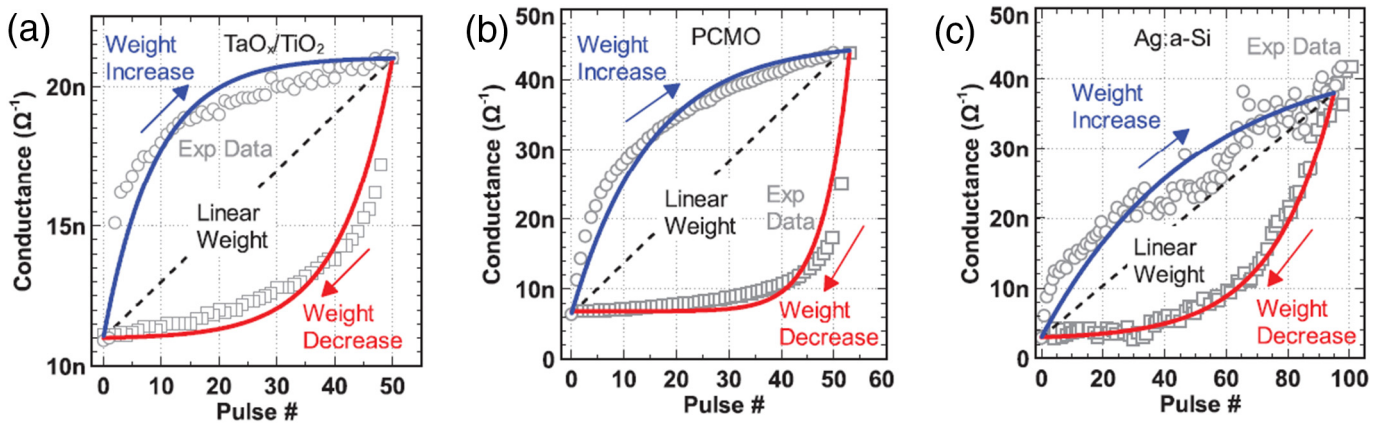 (a)
TaOₓ/TiO₂
Weight
Increase
Exp Data
Linear
Weight
Weight
Decrease
20n
15n
10n
0 10 20 30 40 50
Conductance (Ω⁻¹)
Pulse #
(b)
PCMO
Weight
Increase
Linear
Weight
Exp
Data
Weight
Decrease
50n
40n
30n
20n
10n
0
0 10 20 30 40 50 60
Conductance (Ω⁻¹)
Pulse #
(c)
Ag:a-Si
Exp Data
Weight
Increase
Linear
Weight
Weight
Decrease
50n
40n
30n
20n
10n
0
0 20 40 60 80 100
Conductance (Ω⁻¹)
Pulse #